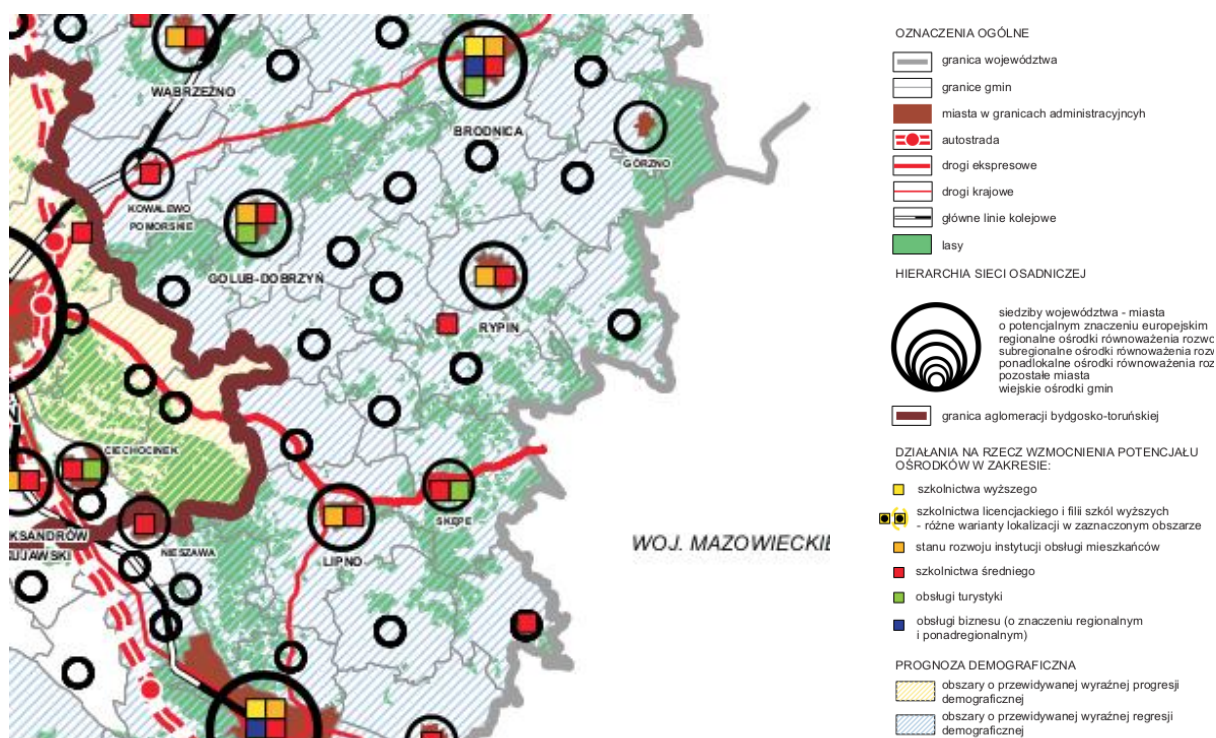 WĄBRZEŹNO
BRODNICA
GÓRZNO
KOWALEWO
POMORSKIE
GOLUB-DOBRZYŃ
RYPIN
CIECHOCINEK
KSANDRÓW
UJAWSKI
NIESZAWA
LIPNO
SKĘPE
WOJ. MAZOWIECKIE
OZNACZENIA OGÓLNE
granica województwa
granice gmin
miasta w granicach administracyjncyh
autostrada
drogi ekspresowe
drogi krajowe
główne linie kolejowe
lasy
HIERARCHIA SIECI OSADNICZEJ
siedziby województwa - miasta
o potencjalnym znaczeniu europejskim
regionalne ośrodki równoważenia rozwo
subregionalne ośrodki równoważenia rozw
ponadlokalne ośrodki równoważenia roz
pozostałe miasta
wiejskie ośrodki gmin
granica aglomeracji bydgosko-toruńskiej
DZIAŁANIA NA RZECZ WZMOCNIENIA POTENCJAŁU
OŚRODKÓW W ZAKRESIE:
szkolnictwa wyższego
szkolnictwa licencjackiego i filii szkół wyższych
- różne warianty lokalizacji w zaznaczonym obszarze
stanu rozwoju instytucji obsługi mieszkańców
szkolnictwa średniego
obsługi turystyki
obsługi biznesu (o znaczeniu regionalnym
i ponadregionalnym)
PROGNOZA DEMOGRAFICZNA
obszary o przewidywanej wyraźnej progresji
demograficznej
obszary o przewidywanej wyraźnej regresji
demograficznej